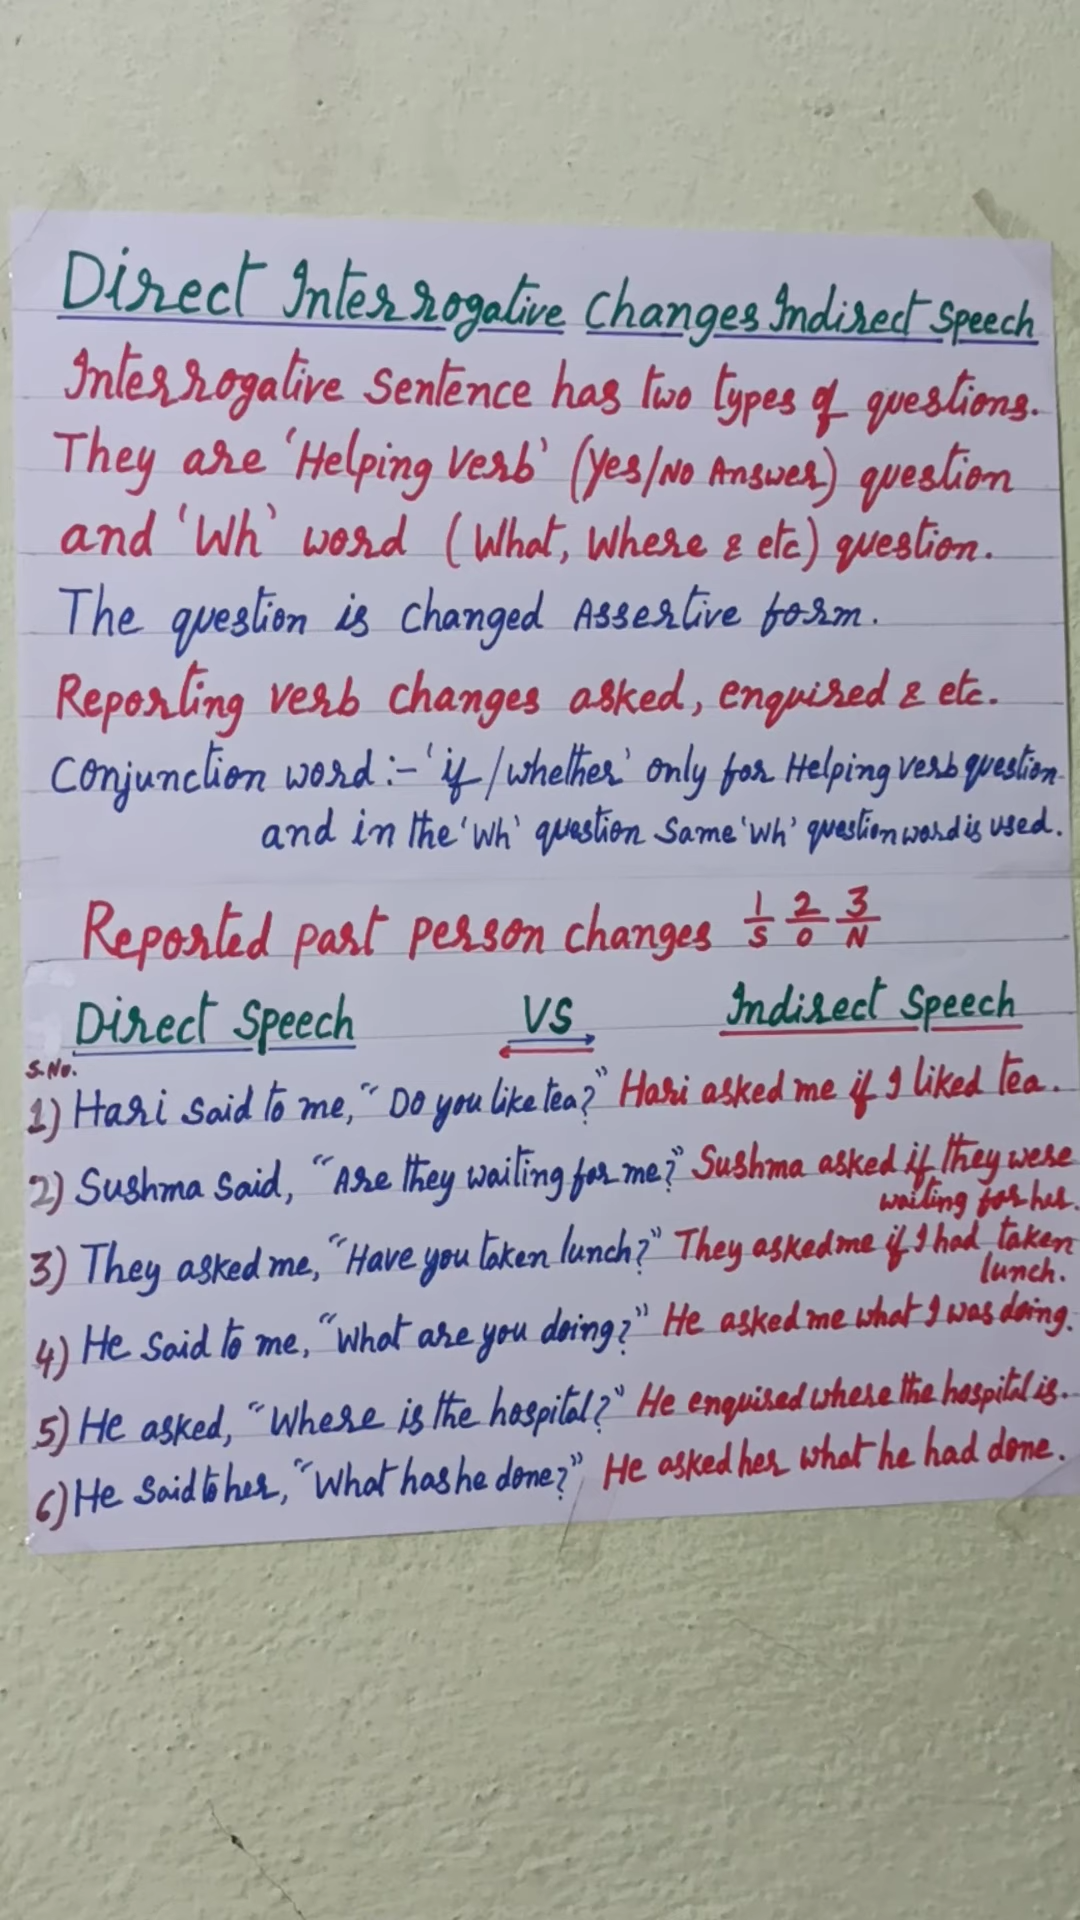 Direct Interrogative Changes Indirect Speech
Interrogative Sentence has two types of questions.
They are 'Helping verb' (Yes/No Answer) question
and 'Wh' word (What, Where & etc) question.
The question is changed Assertive form.
Reporting verb changes asked, enquired & etc.
Conjunction word :- 'if/whether' only for Helping verb question
and in the 'Wh' question Same 'Wh' question word is used.
Reported part person changes 1/S 2/O 3/N
Direct Speech VS Indirect Speech
S.No.
1) Hari said to me, "Do you like tea?" Hari asked me if I liked tea.
2) Sushma said, "Are they waiting for me?" Sushma asked if they were
waiting for her.
3) They asked me, "Have you taken lunch?" They asked me if I had taken
lunch.
4) He said to me, "What are you doing?" He asked me what I was doing.
5) He asked, "Where is the hospital?" He enquired where the hospital is.
6) He said to her, "What has he done?" He asked her what he had done.